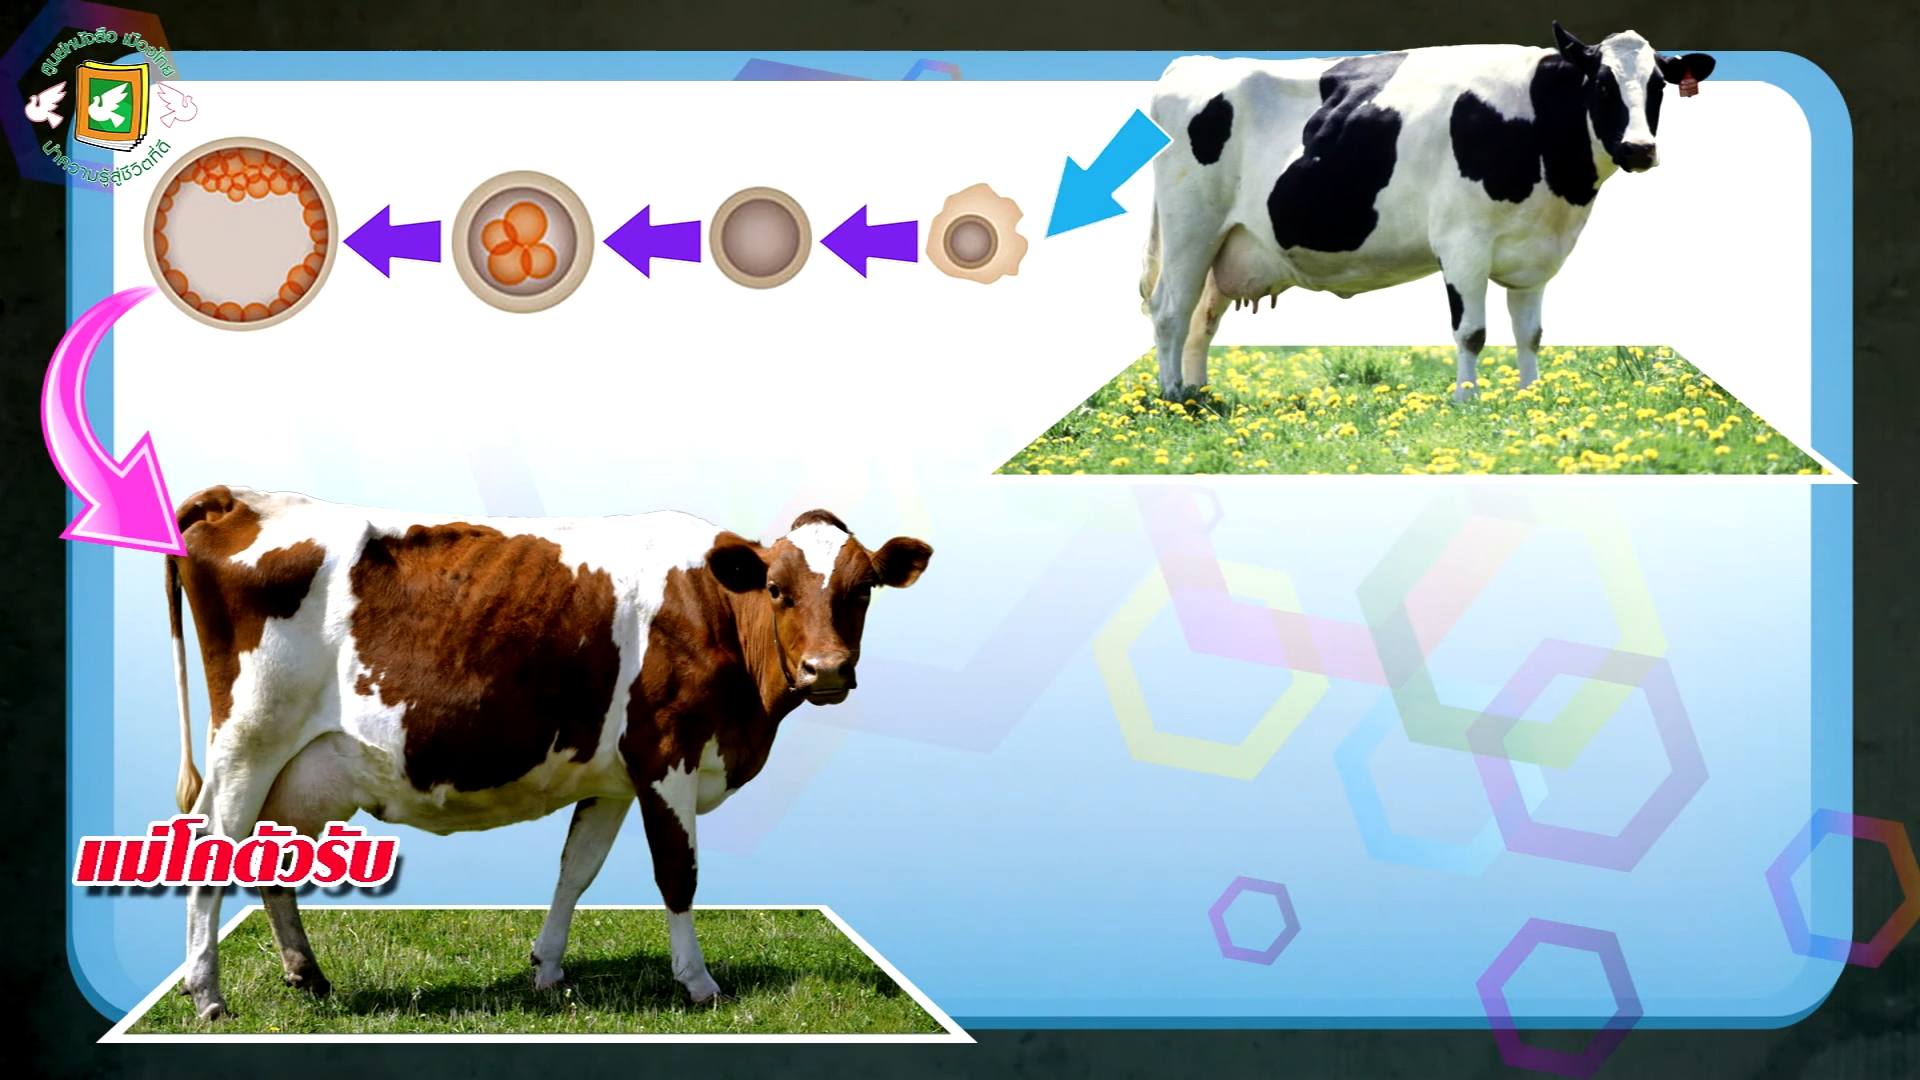 ศูนย์หนังสือ เมืองไทย
นำความรู้สู่ชีวิตที่ดี
แม่โคตัวรับ